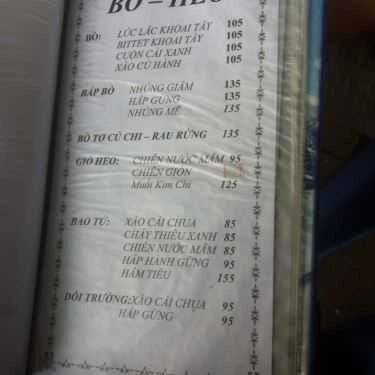 BÒ – HEO
BÒ: LÚC LẮC KHOAI TÂY 105
BITTET KHOAI TÂY 105
CUỘN CẢI XANH 105
XÀO CỦ HÀNH 105
BẮP BÒ NHÚNG GIẤM 135
HẤP GỪNG 135
NHÚNG MẺ 135
BÒ TƠ CỦ CHI – RAU RỪNG 135
GIÒ HEO: CHIÊN NƯỚC MẮM 95
CHIÊN GIÒN
Muối Kim Chi 125
BAO TỬ: XÀO CẢI CHUA 85
CHÁY THIÊU XANH 85
CHIÊN NƯỚC MẮM 85
HẤP HÀNH GỪNG 85
HẦM TIÊU 155
DỒI TRƯỜNG: XÀO CẢI CHUA 95
HẤP GỪNG 95